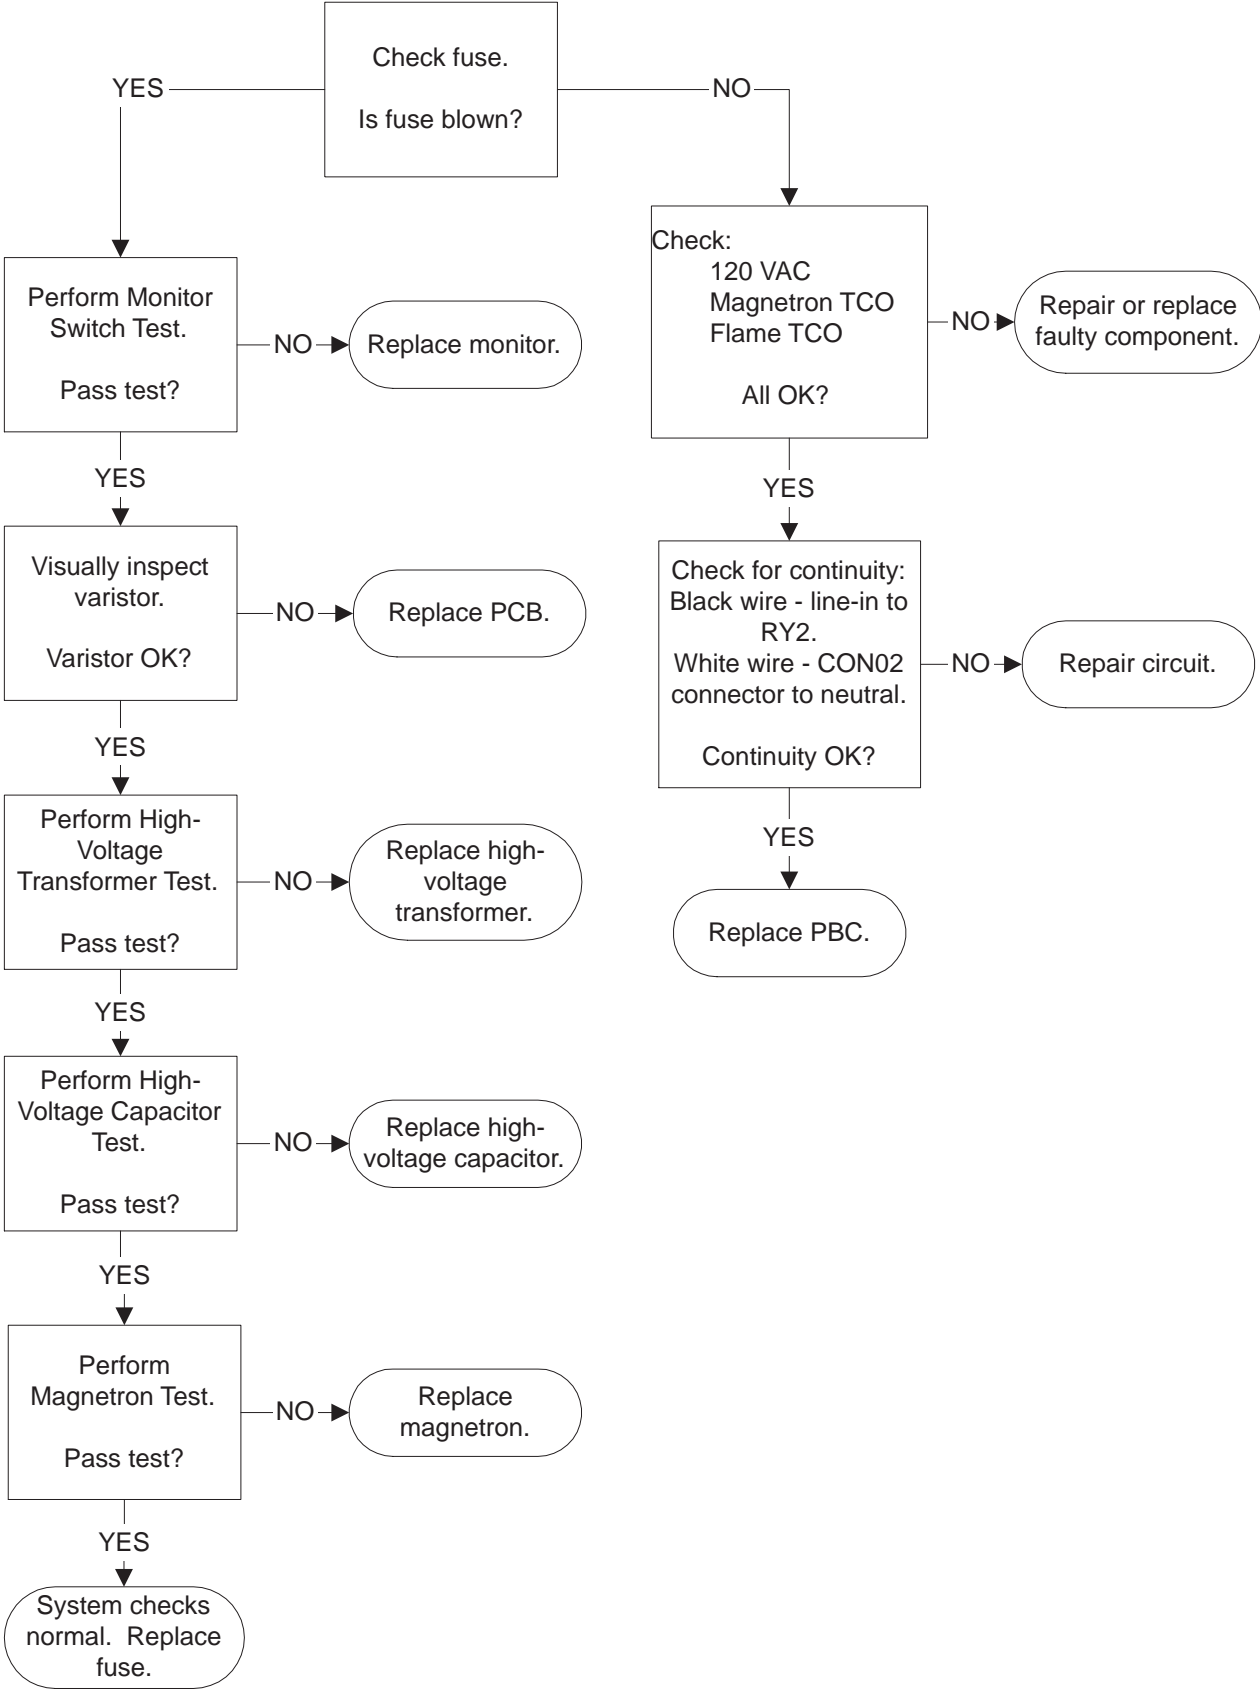 Check fuse.
Is fuse blown?
YES
NO
Perform Monitor
Switch Test.
Pass test?
NO
Replace monitor.
YES
Visually inspect
varistor.
Varistor OK?
NO
Replace PCB.
YES
Perform High-
Voltage
Transformer Test.
Pass test?
NO
Replace high-
voltage
transformer.
YES
Perform High-
Voltage Capacitor
Test.
Pass test?
NO
Replace high-
voltage capacitor.
YES
Perform
Magnetron Test.
Pass test?
NO
Replace
magnetron.
YES
System checks
normal.  Replace
fuse.
Check:
120 VAC
Magnetron TCO
Flame TCO
All OK?
NO
Repair or replace
faulty component.
YES
Check for continuity:
Black wire - line-in to
RY2.
White wire - CON02
connector to neutral.
Continuity OK?
NO
Repair circuit.
YES
Replace PBC.